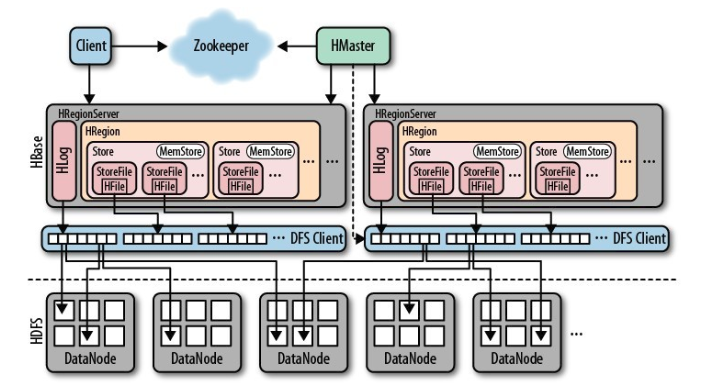 Client
Zookeeper
HMaster
HBase
HRegionServer
HLog
HRegion
Store
MemStore
StoreFile
HFile
StoreFile
HFile
...
Store
MemStore
StoreFile
HFile
...
...
...
HRegionServer
HLog
HRegion
Store
MemStore
StoreFile
HFile
StoreFile
HFile
...
Store
MemStore
StoreFile
HFile
...
...
...
... DFS Client
... DFS Client
HDFS
DataNode
DataNode
DataNode
DataNode
DataNode
...